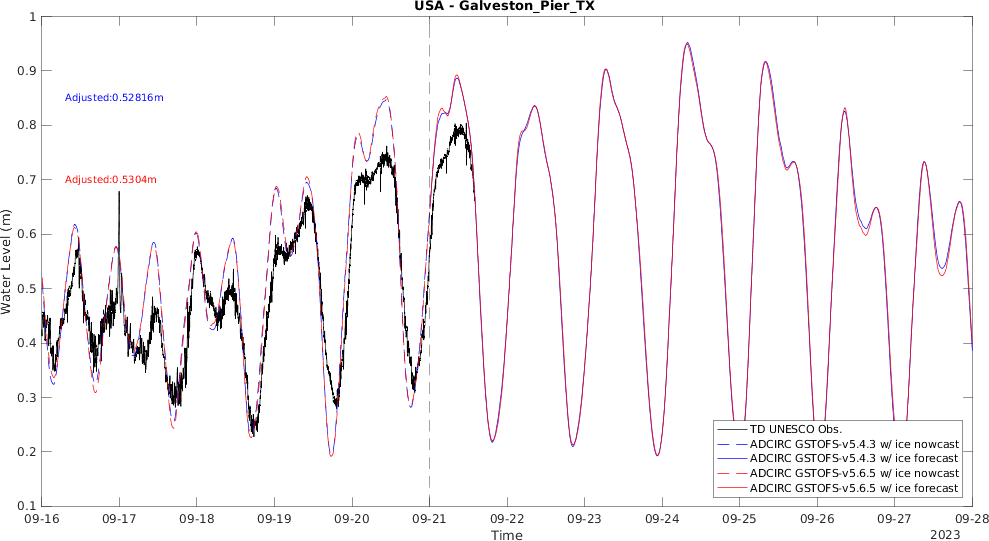 USA - Galveston_Pier_TX
1
0.9
0.8
0.7
0.6
0.5
0.4
0.3
0.2
0.1
Water Level (m)
Adjusted:0.52816m
Adjusted:0.5304m
TD UNESCO Obs.
ADCIRC GSTOFS-v5.4.3 w/ ice nowcast
ADCIRC GSTOFS-v5.4.3 w/ ice forecast
ADCIRC GSTOFS-v5.6.5 w/ ice nowcast
ADCIRC GSTOFS-v5.6.5 w/ ice forecast
09-16 09-17 09-18 09-19 09-20 09-21 09-22 09-23 09-24 09-25 09-26 09-27 09-28
Time
2023